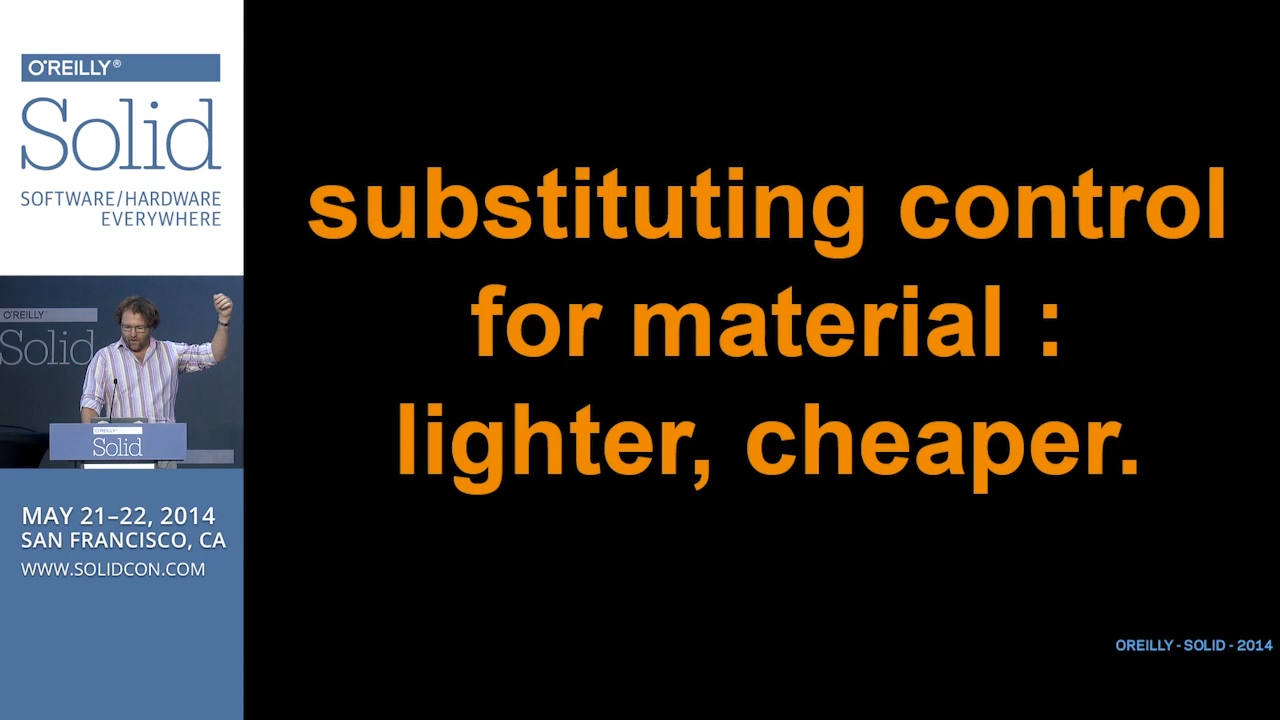 O'REILLY®
Solid
SOFTWARE/HARDWARE
EVERYWHERE
O'REILLY
Solid
O'REILLY
Solid
MAY 21–22, 2014
SAN FRANCISCO, CA
WWW.SOLIDCON.COM
substituting control
for material :
lighter, cheaper.
OREILLY - SOLID - 2014